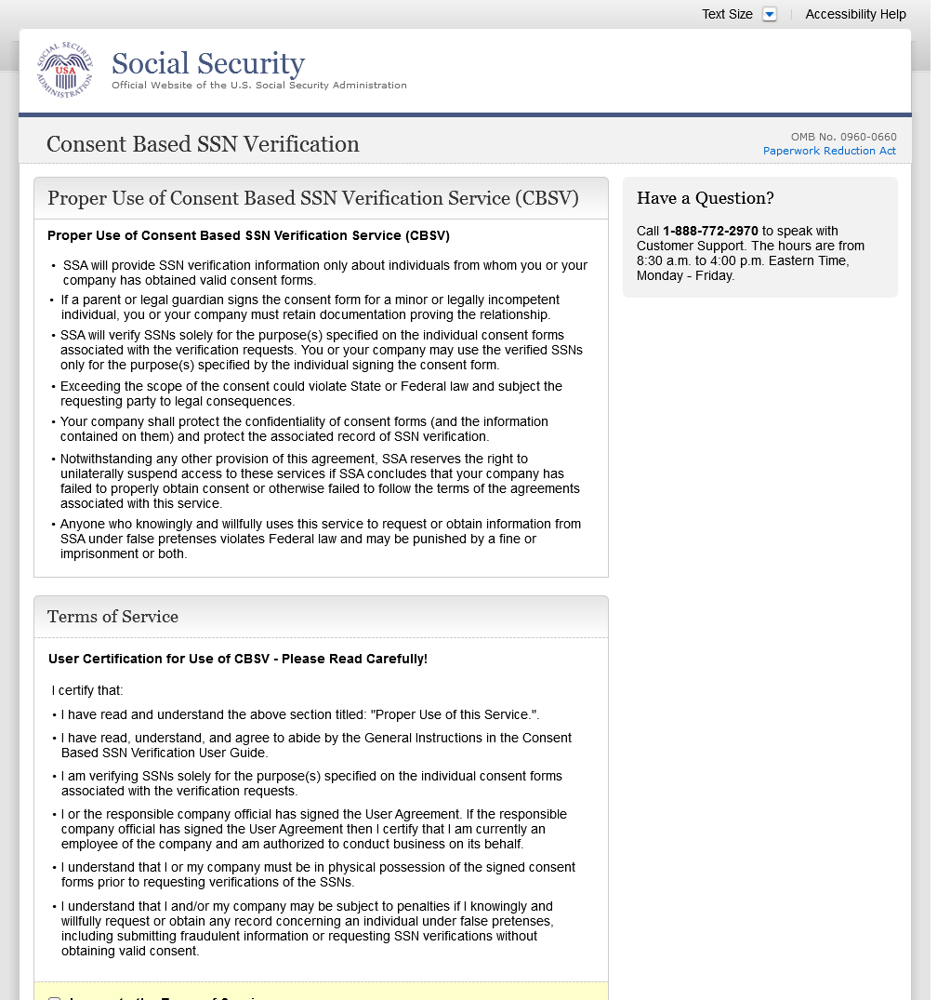 Text Size
Accessibility Help
SOCIAL SECURITY
USA
ADMINISTRATION
Social Security
Official Website of the U.S. Social Security Administration
Consent Based SSN Verification
OMB No. 0960-0660
Paperwork Reduction Act
Proper Use of Consent Based SSN Verification Service (CBSV)
Proper Use of Consent Based SSN Verification Service (CBSV)
• SSA will provide SSN verification information only about individuals from whom you or your
company has obtained valid consent forms.
• If a parent or legal guardian signs the consent form for a minor or legally incompetent
individual, you or your company must retain documentation proving the relationship.
• SSA will verify SSNs solely for the purpose(s) specified on the individual consent forms
associated with the verification requests. You or your company may use the verified SSNs
only for the purpose(s) specified by the individual signing the consent form.
• Exceeding the scope of the consent could violate State or Federal law and subject the
requesting party to legal consequences.
• Your company shall protect the confidentiality of consent forms (and the information
contained on them) and protect the associated record of SSN verification.
• Notwithstanding any other provision of this agreement, SSA reserves the right to
unilaterally suspend access to these services if SSA concludes that your company has
failed to properly obtain consent or otherwise failed to follow the terms of the agreements
associated with this service.
• Anyone who knowingly and willfully uses this service to request or obtain information from
SSA under false pretenses violates Federal law and may be punished by a fine or
imprisonment or both.
Have a Question?
Call 1-888-772-2970 to speak with
Customer Support. The hours are from
8:30 a.m. to 4:00 p.m. Eastern Time,
Monday - Friday.
Terms of Service
User Certification for Use of CBSV - Please Read Carefully!
I certify that:
• I have read and understand the above section titled: "Proper Use of this Service.".
• I have read, understand, and agree to abide by the General Instructions in the Consent
Based SSN Verification User Guide.
• I am verifying SSNs solely for the purpose(s) specified on the individual consent forms
associated with the verification requests.
• I or the responsible company official has signed the User Agreement. If the responsible
company official has signed the User Agreement then I certify that I am currently an
employee of the company and am authorized to conduct business on its behalf.
• I understand that I or my company must be in physical possession of the signed consent
forms prior to requesting verifications of the SSNs.
• I understand that I and/or my company may be subject to penalties if I knowingly and
willfully request or obtain any record concerning an individual under false pretenses,
including submitting fraudulent information or requesting SSN verifications without
obtaining valid consent.